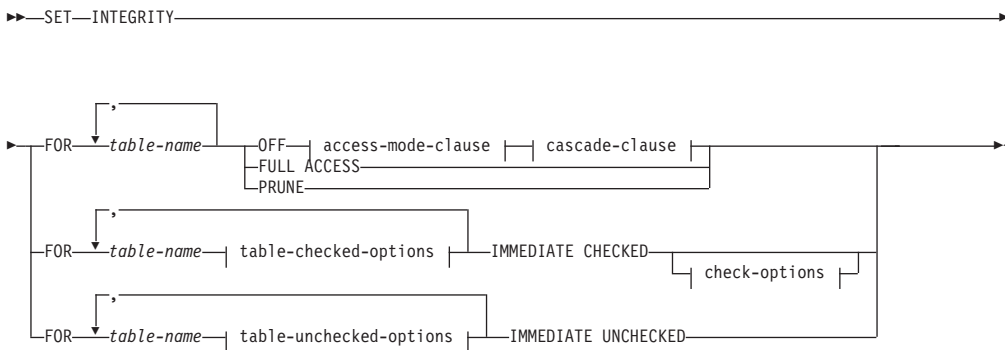 SET INTEGRITY
,
FOR table-name OFF access-mode-clause cascade-clause
FULL ACCESS
PRUNE
,
FOR table-name table-checked-options IMMEDIATE CHECKED
check-options
,
FOR table-name table-unchecked-options IMMEDIATE UNCHECKED